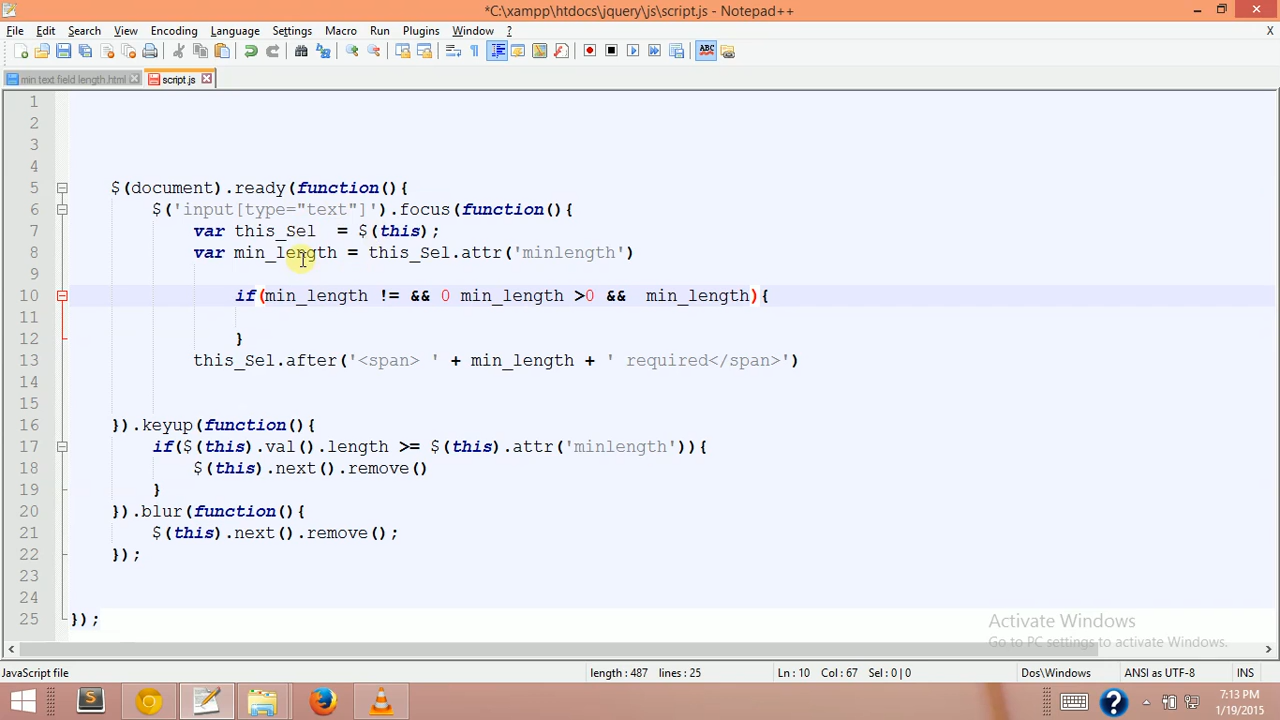 *C:\xampp\htdocs\jquery\js\script.js - Notepad++
File Edit Search View Encoding Language Settings Macro Run Plugins Window ? X
ABC
min text field length.html script.js
1
2
3
4
5 $(document).ready(function(){
6 $('input[type="text"]').focus(function(){
7 var this_Sel = $(this);
8 var min_length = this_Sel.attr('minlength')
9
10 if(min_length != && 0 min_length >0 && min_length){
11
12 }
13 this_Sel.after('<span> ' + min_length + ' required</span>')
14
15
16 }).keyup(function(){
17 if($(this).val().length >= $(this).attr('minlength')){
18 $(this).next().remove()
19 }
20 }).blur(function(){
21 $(this).next().remove();
22 });
23
24
25 });
Activate Windows
Go to PC settings to activate Windows.
JavaScript file length : 487 lines : 25 Ln : 10 Col : 67 Sel : 0 | 0 Dos\Windows ANSI as UTF-8 INS
S ? 7:13 PM
1/19/2015